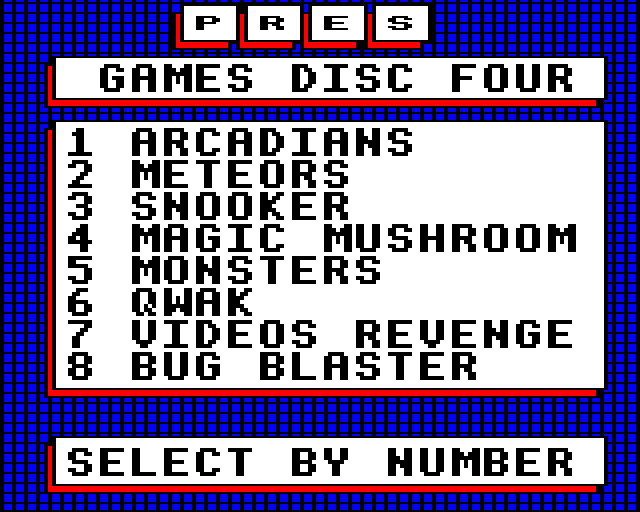 PRES
GAMES DISC FOUR
1 ARCADIANS
2 METEORS
3 SNOOKER
4 MAGIC MUSHROOM
5 MONSTERS
6 QWAK
7 VIDEOS REVENGE
8 BUG BLASTER
SELECT BY NUMBER